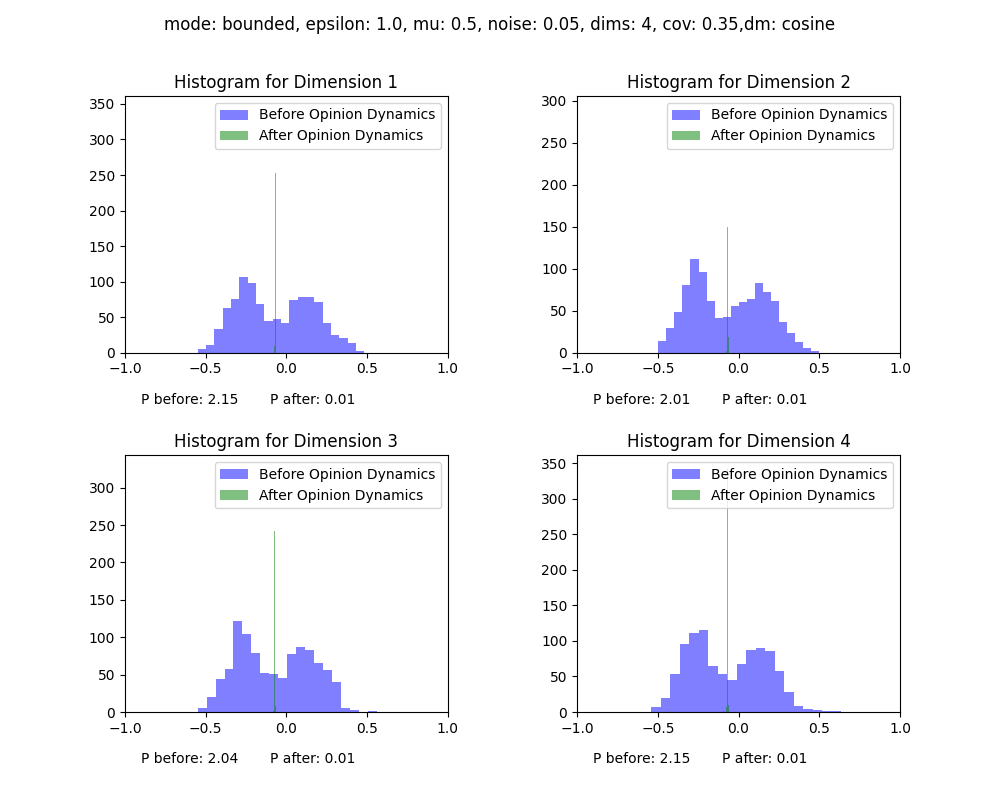 mode: bounded, epsilon: 1.0, mu: 0.5, noise: 0.05, dims: 4, cov: 0.35,dm: cosine
Histogram for Dimension 1
Before Opinion Dynamics
After Opinion Dynamics
350
300
250
200
150
100
50
0
−1.0 −0.5 0.0 0.5 1.0
P before: 2.15 P after: 0.01
Histogram for Dimension 2
Before Opinion Dynamics
After Opinion Dynamics
300
250
200
150
100
50
0
−1.0 −0.5 0.0 0.5 1.0
P before: 2.01 P after: 0.01
Histogram for Dimension 3
Before Opinion Dynamics
After Opinion Dynamics
300
250
200
150
100
50
0
−1.0 −0.5 0.0 0.5 1.0
P before: 2.04 P after: 0.01
Histogram for Dimension 4
Before Opinion Dynamics
After Opinion Dynamics
350
300
250
200
150
100
50
0
−1.0 −0.5 0.0 0.5 1.0
P before: 2.15 P after: 0.01